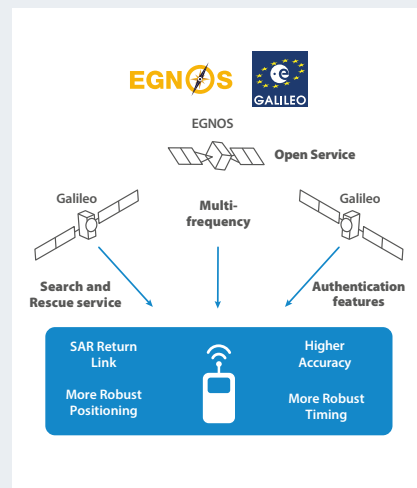 EGNOS
GALILEO
EGNOS
Open Service
Galileo
Multi-
frequency
Galileo
Search and
Rescue service
Authentication
features
SAR Return
Link
More Robust
Positioning
Higher
Accuracy
More Robust
Timing